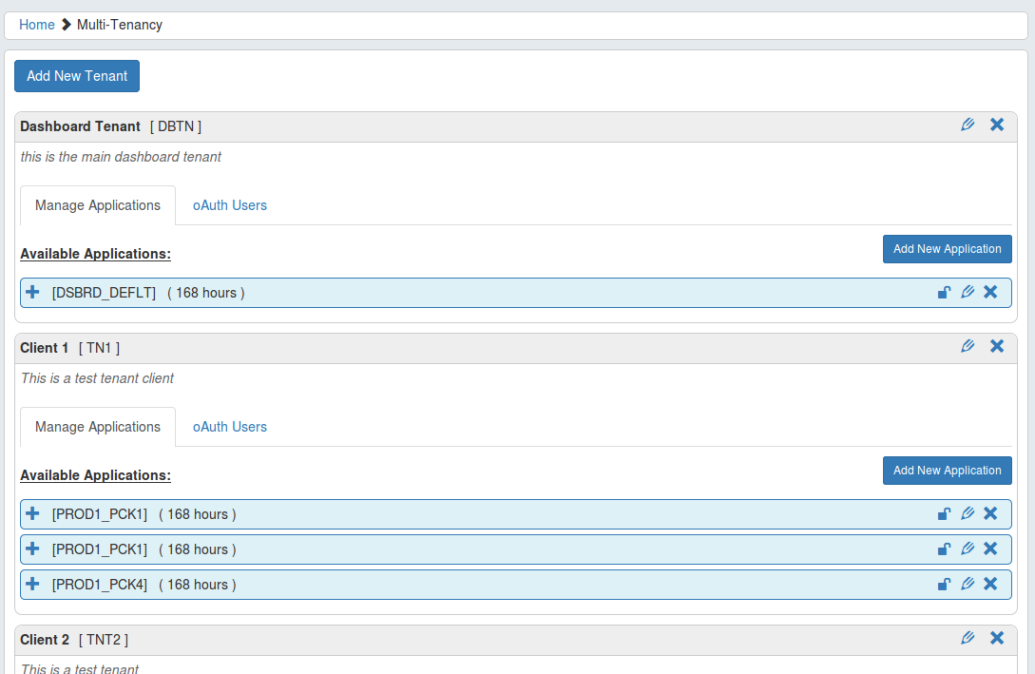 Home Multi-Tenancy
Add New Tenant
Dashboard Tenant [ DBTN ]
this is the main dashboard tenant
Manage Applications oAuth Users
Available Applications: Add New Application
[DSBRD_DEFLT] ( 168 hours )
Client 1 [ TN1 ]
This is a test tenant client
Manage Applications oAuth Users
Available Applications: Add New Application
[PROD1_PCK1] ( 168 hours )
[PROD1_PCK1] ( 168 hours )
[PROD1_PCK4] ( 168 hours )
Client 2 [ TNT2 ]
This is a test tenant